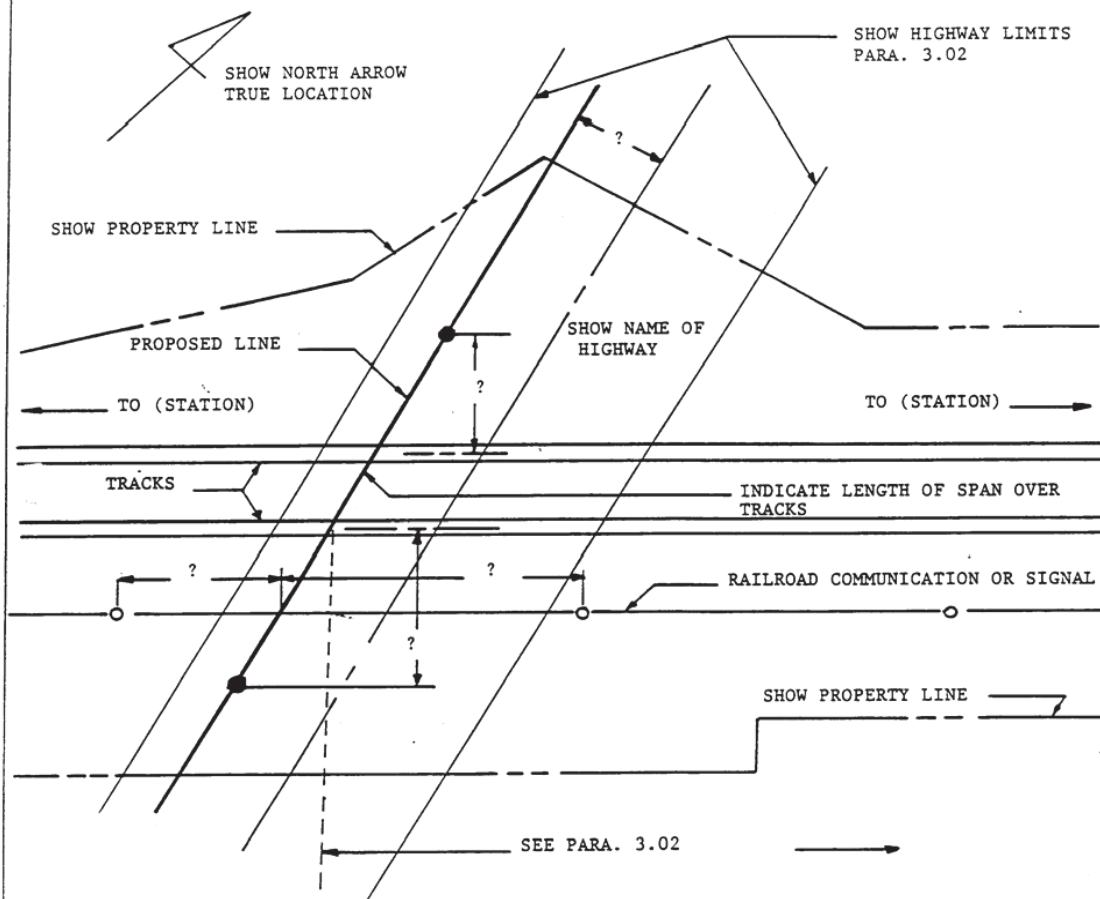 SHOW HIGHWAY LIMITS
PARA. 3.02
SHOW NORTH ARROW
TRUE LOCATION
?
SHOW PROPERTY LINE
SHOW NAME OF
HIGHWAY
PROPOSED LINE
?
TO (STATION)
TO (STATION)
TRACKS
INDICATE LENGTH OF SPAN OVER
TRACKS
?
?
RAILROAD COMMUNICATION OR SIGNAL
?
SHOW PROPERTY LINE
SEE PARA. 3.02